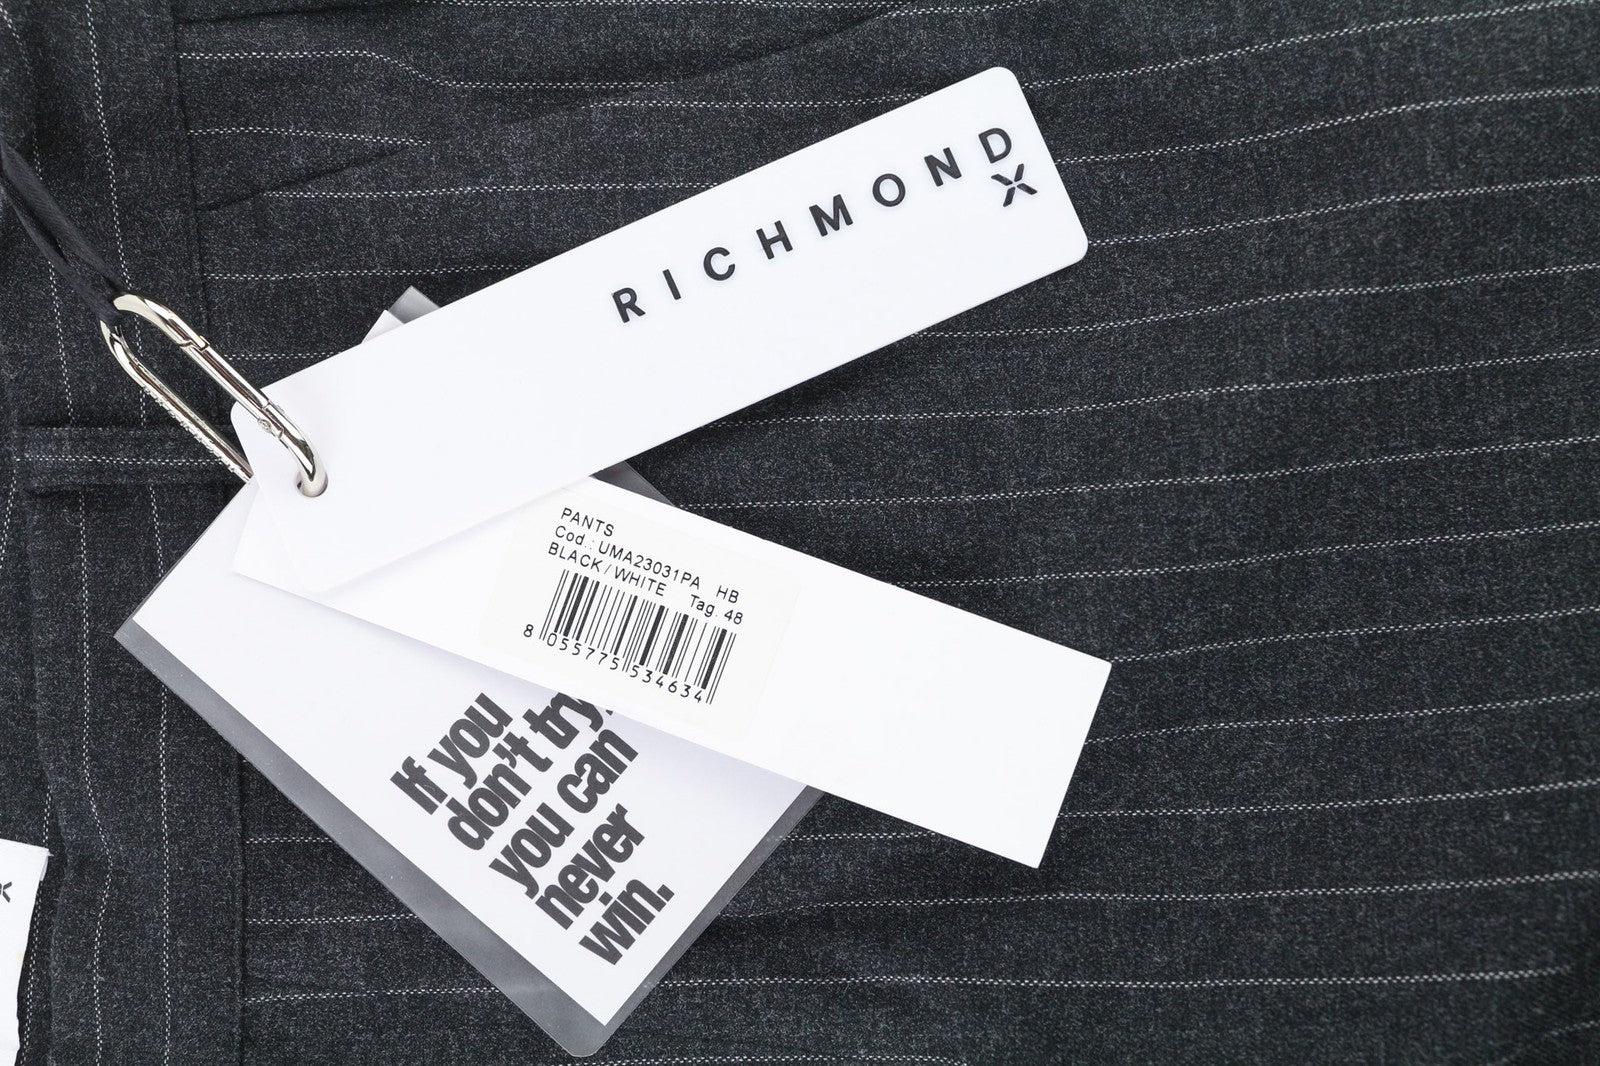 RICHMOND
X
PANTS
Cod.: UMA23031PA HB
BLACK/WHITE Tag. 48
8 055775 534634
If you
don't try,
you can
never
win.